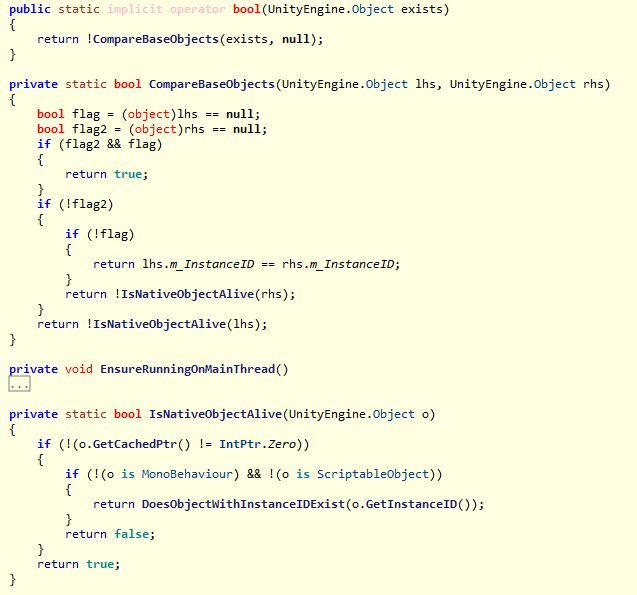 public static implicit operator bool(UnityEngine.Object exists)
{
    return !CompareBaseObjects(exists, null);
}

private static bool CompareBaseObjects(UnityEngine.Object lhs, UnityEngine.Object rhs)
{
    bool flag = (object)lhs == null;
    bool flag2 = (object)rhs == null;
    if (flag2 && flag)
    {
        return true;
    }
    if (!flag2)
    {
        if (!flag)
        {
            return lhs.m_InstanceID == rhs.m_InstanceID;
        }
        return !IsNativeObjectAlive(rhs);
    }
    return !IsNativeObjectAlive(lhs);
}

private void EnsureRunningOnMainThread()
...

private static bool IsNativeObjectAlive(UnityEngine.Object o)
{
    if (!(o.GetCachedPtr() != IntPtr.Zero))
    {
        if (!(o is MonoBehaviour) && !(o is ScriptableObject))
        {
            return DoesObjectWithInstanceIDExist(o.GetInstanceID());
        }
        return false;
    }
    return true;
}